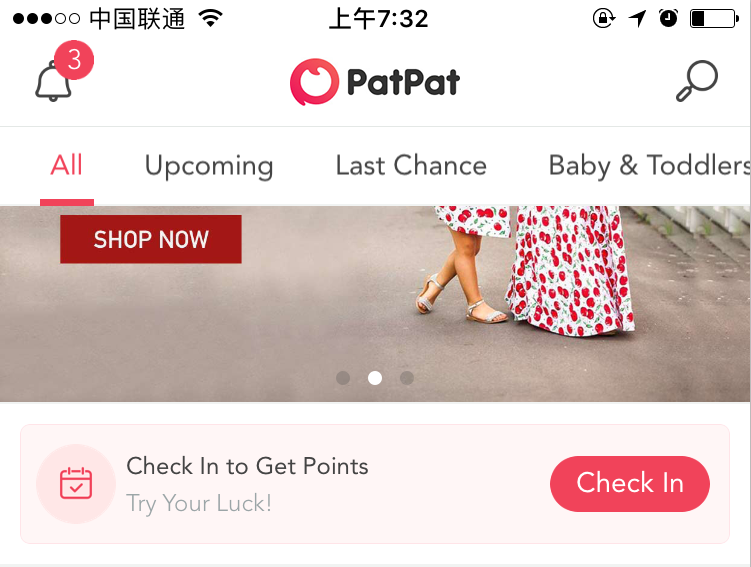 中国联通 上午7:32
3 PatPat
All Upcoming Last Chance Baby & Toddlers
SHOP NOW
Check In to Get Points
Try Your Luck!
Check In